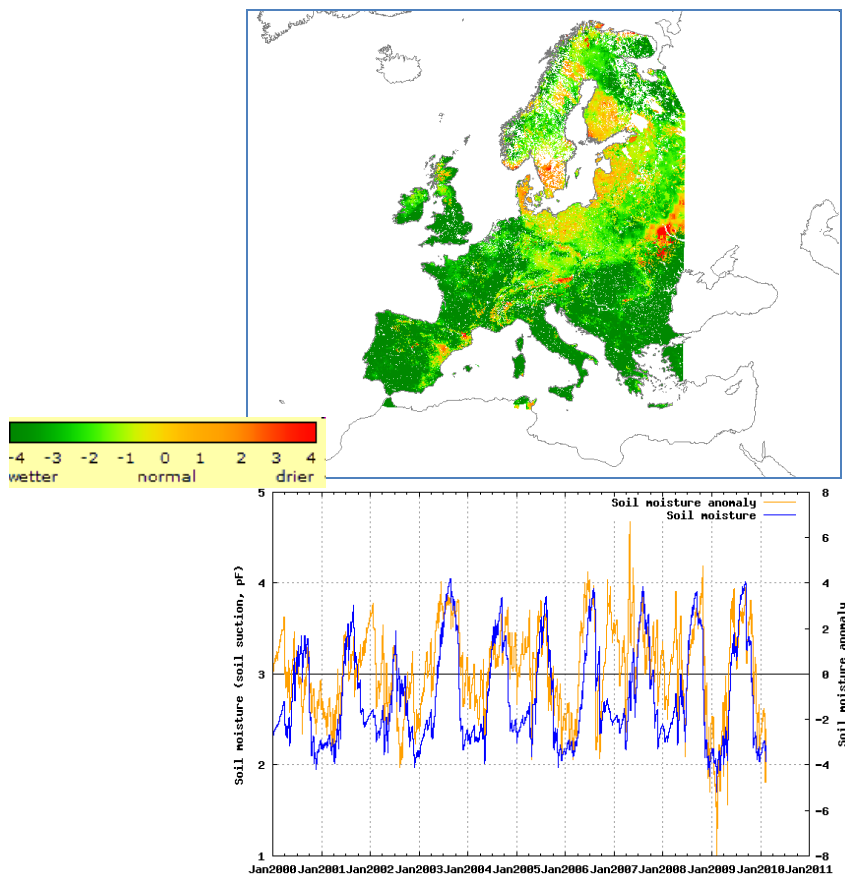 -4 -3 -2 -1 0 1 2 3 4
wetter normal drier
Soil moisture anomaly
Soil moisture
5
4
3
2
1
Soil moisture (soil suction, pF)
8
6
4
2
0
-2
-4
-6
-8
Soil moisture anomaly
Jan2000 Jan2001 Jan2002 Jan2003 Jan2004 Jan2005 Jan2006 Jan2007 Jan2008 Jan2009 Jan2010 Jan2011